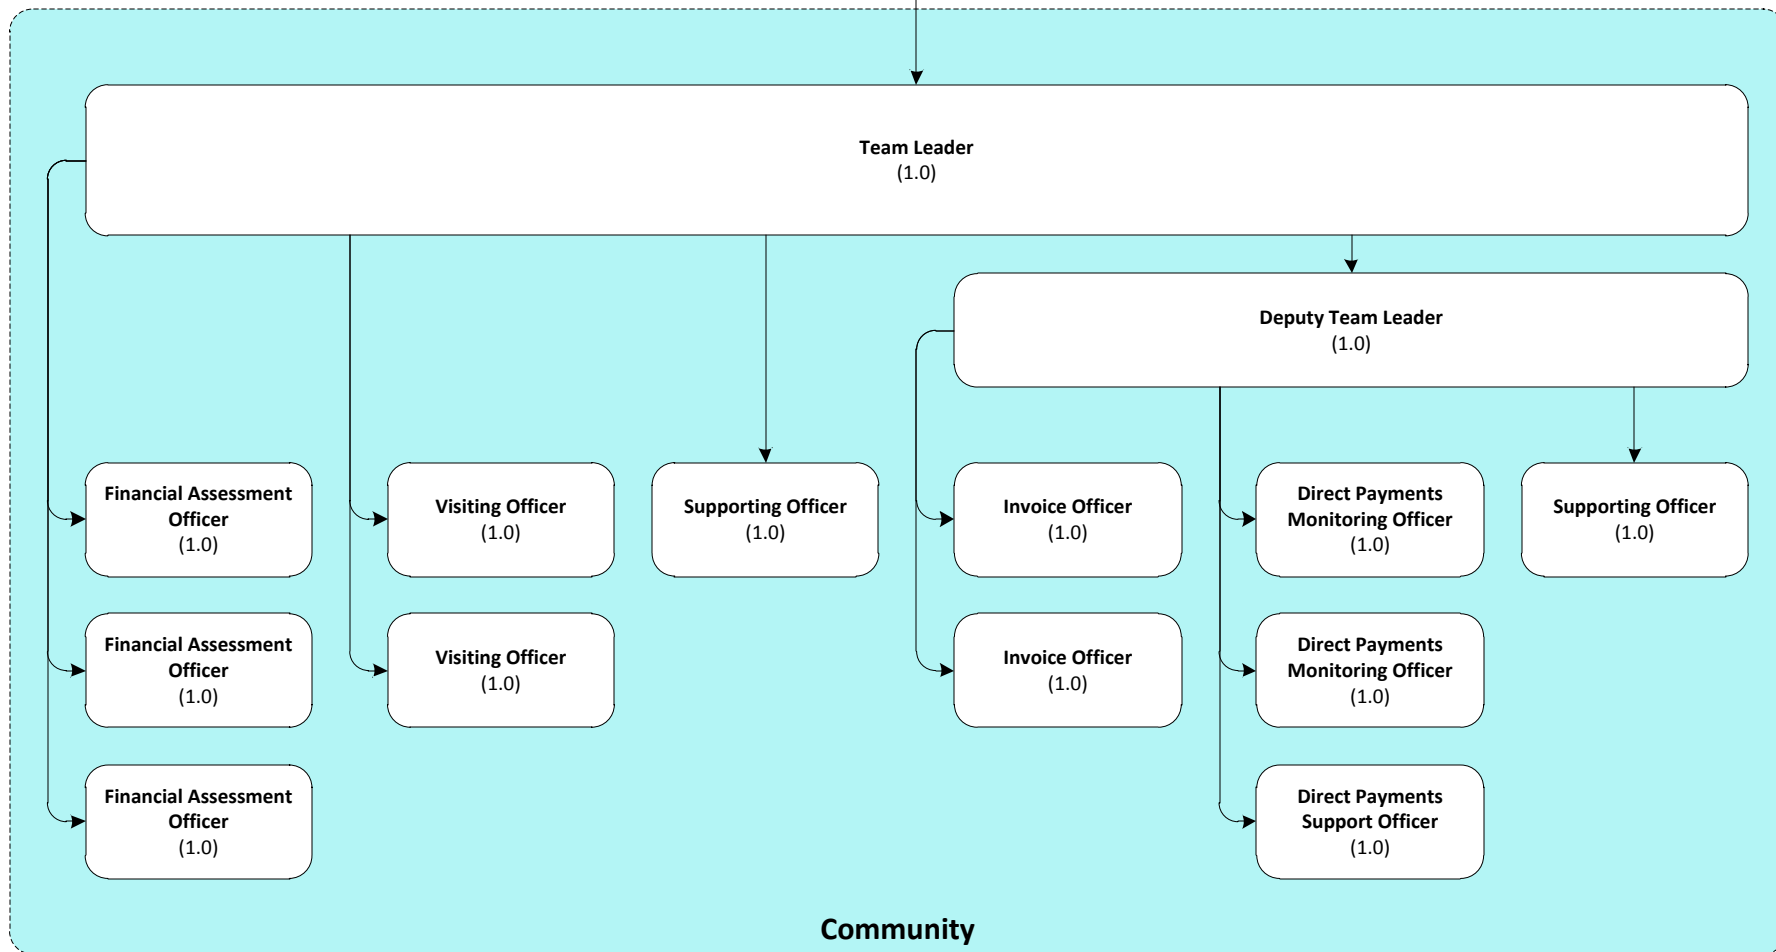 Team Leader
(1.0)
Deputy Team Leader
(1.0)
Financial Assessment
Officer
(1.0)
Visiting Officer
(1.0)
Supporting Officer
(1.0)
Invoice Officer
(1.0)
Direct Payments
Monitoring Officer
(1.0)
Supporting Officer
(1.0)
Financial Assessment
Officer
(1.0)
Visiting Officer
(1.0)
Invoice Officer
(1.0)
Direct Payments
Monitoring Officer
(1.0)
Financial Assessment
Officer
(1.0)
Direct Payments
Support Officer
(1.0)
Community